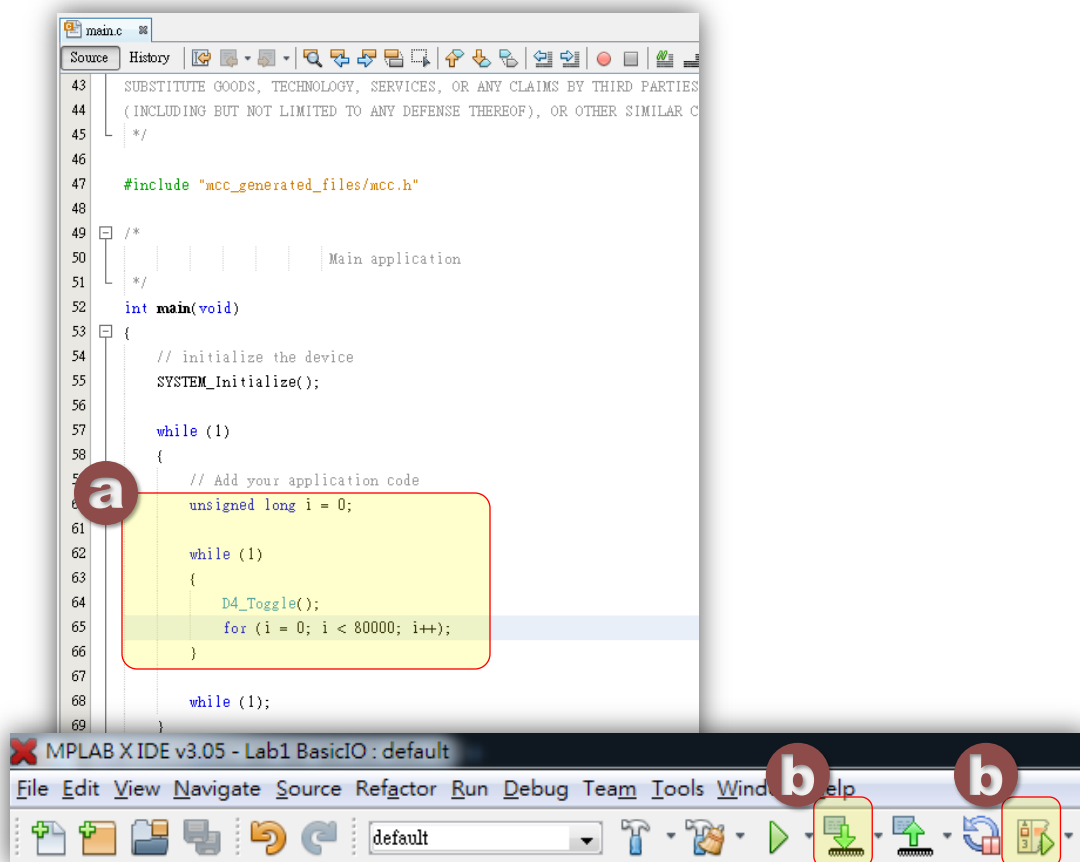 main.c
Source History
43 SUBSTITUTE GOODS, TECHNOLOGY, SERVICES, OR ANY CLAIMS BY THIRD PARTIES
44 (INCLUDING BUT NOT LIMITED TO ANY DEFENSE THEREOF), OR OTHER SIMILAR C
45 */
46
47 #include "mcc_generated_files/mcc.h"
48
49 /*
50 Main application
51 */
52 int main(void)
53 {
54 // initialize the device
55 SYSTEM_Initialize();
56
57 while (1)
58 {
5 // Add your application code
a
6 unsigned long i = 0;
61
62 while (1)
63 {
64 D4_Toggle();
65 for (i = 0; i < 80000; i++);
66 }
67
68 while (1);
69 }
MPLAB X IDE v3.05 - Lab1 BasicIO : default
b b
File Edit View Navigate Source Refactor Run Debug Team Tools Wind elp
default